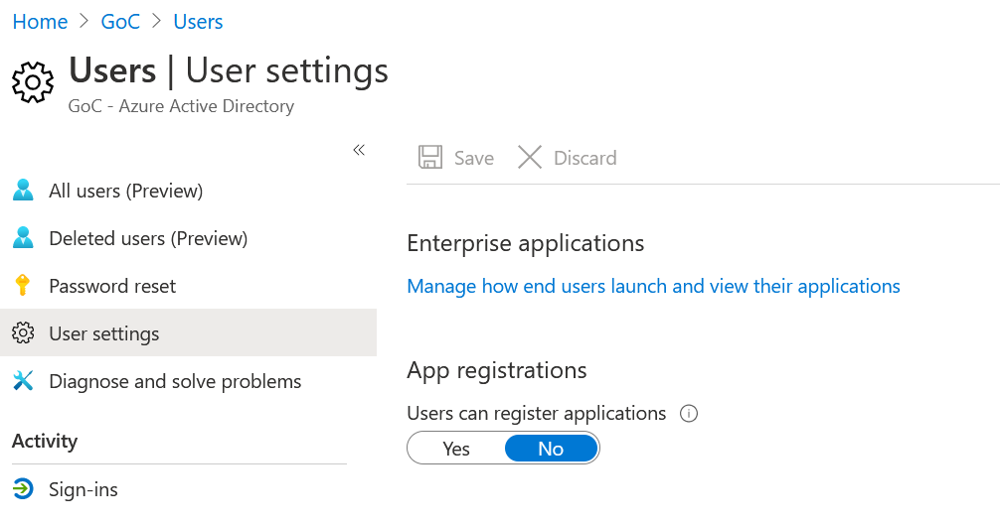 Home > GoC > Users
Users | User settings
GoC - Azure Active Directory
«
All users (Preview)
Deleted users (Preview)
Password reset
User settings
Diagnose and solve problems
Activity
Sign-ins
Save Discard
Enterprise applications
Manage how end users launch and view their applications
App registrations
Users can register applications
Yes No